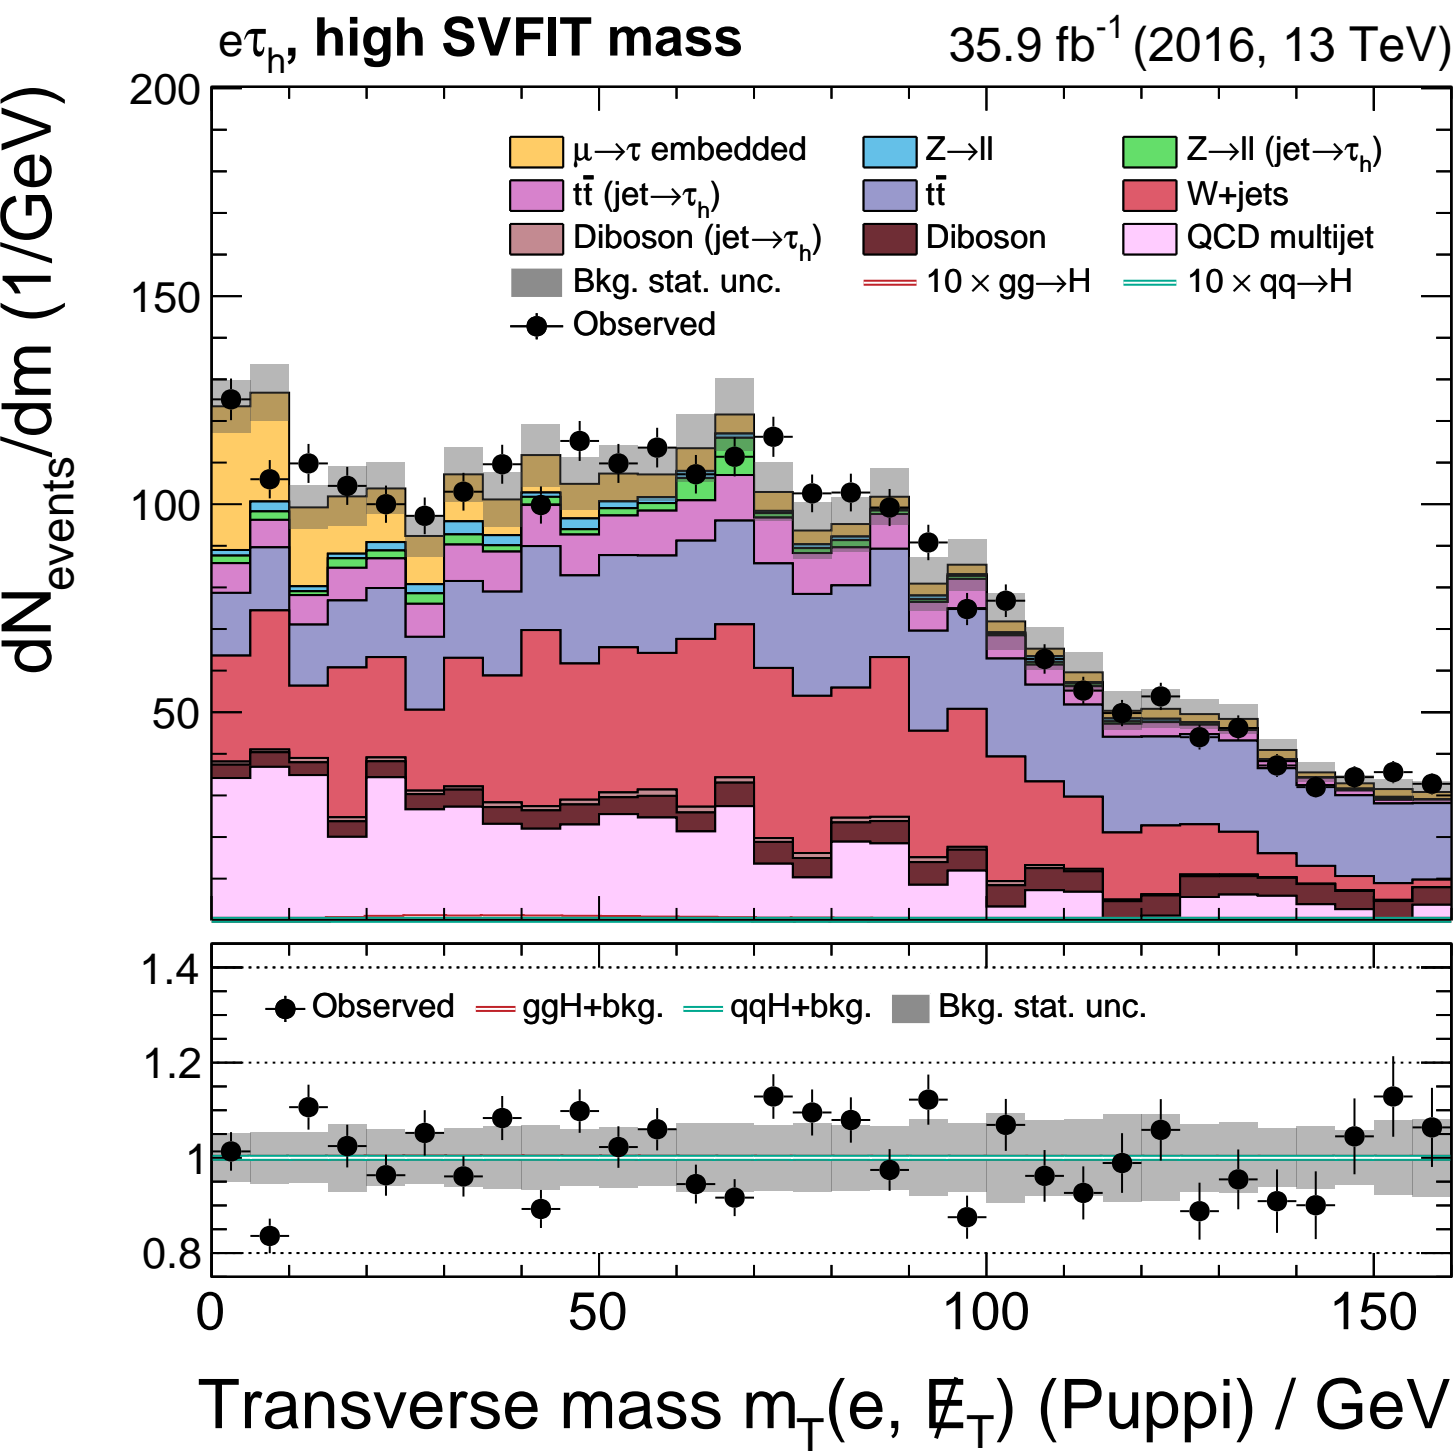 eτh, high SVFIT mass 35.9 fb-1 (2016, 13 TeV)
dNevents/dm (1/GeV)
200
150
100
50
μ→τ embedded Z→ll Z→ll (jet→τh)
tt̄ (jet→τh) tt̄ W+jets
Diboson (jet→τh) Diboson QCD multijet
Bkg. stat. unc. 10 × gg→H 10 × qq→H
Observed
1.4
1.2
1
0.8
Observed ggH+bkg. qqH+bkg. Bkg. stat. unc.
0 50 100 150
Transverse mass mT(e, E̸T) (Puppi) / GeV